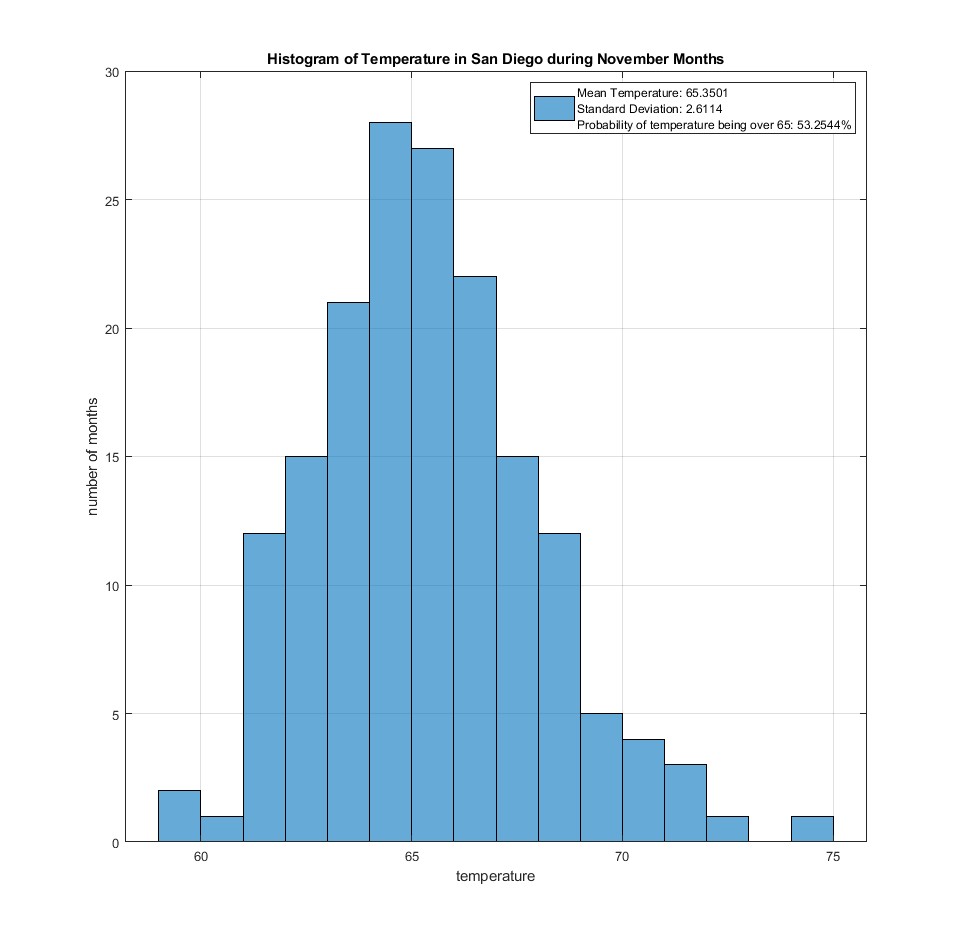 Histogram of Temperature in San Diego during November Months
Mean Temperature: 65.3501
Standard Deviation: 2.6114
Probability of temperature being over 65: 53.2544%
30
25
20
15
10
5
0
number of months
60
65
70
75
temperature